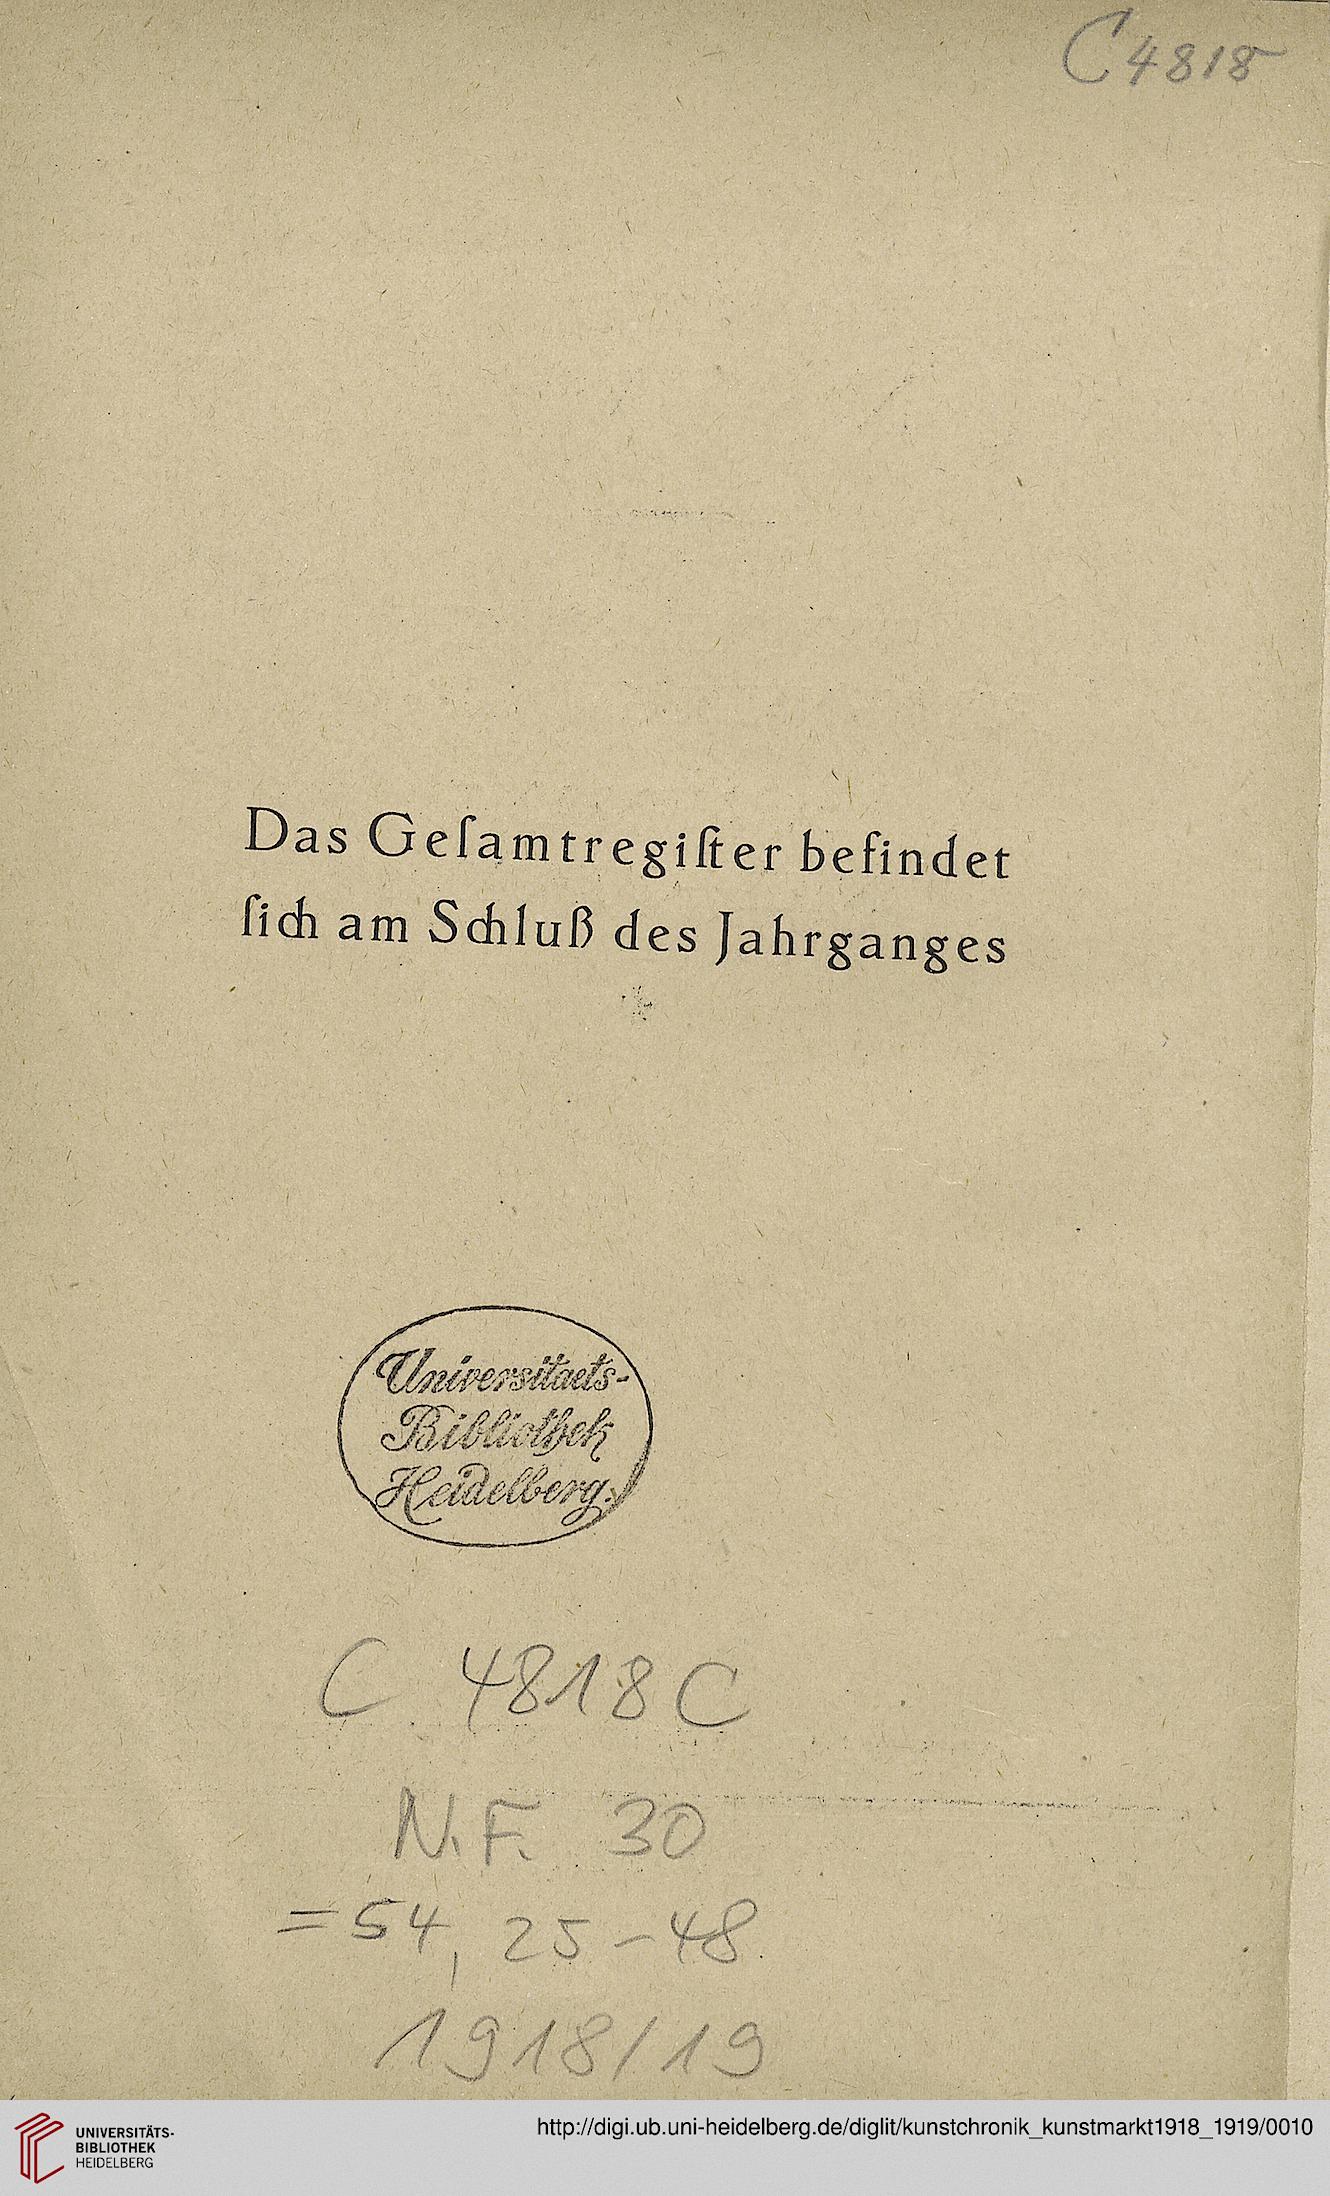 C 4818
Das Geſamtregiſter befindet
ſich am Schluß des Jahrganges
Universitaets-
Bibliothek
Heidelberg.
C 4818 C
N. F. 30
= 54, 25-48
1918/19
UNIVERSITÄTS-
BIBLIOTHEK
HEIDELBERG
http://digi.ub.uni-heidelberg.de/diglit/kunstchronik_kunstmarkt1918_1919/0010